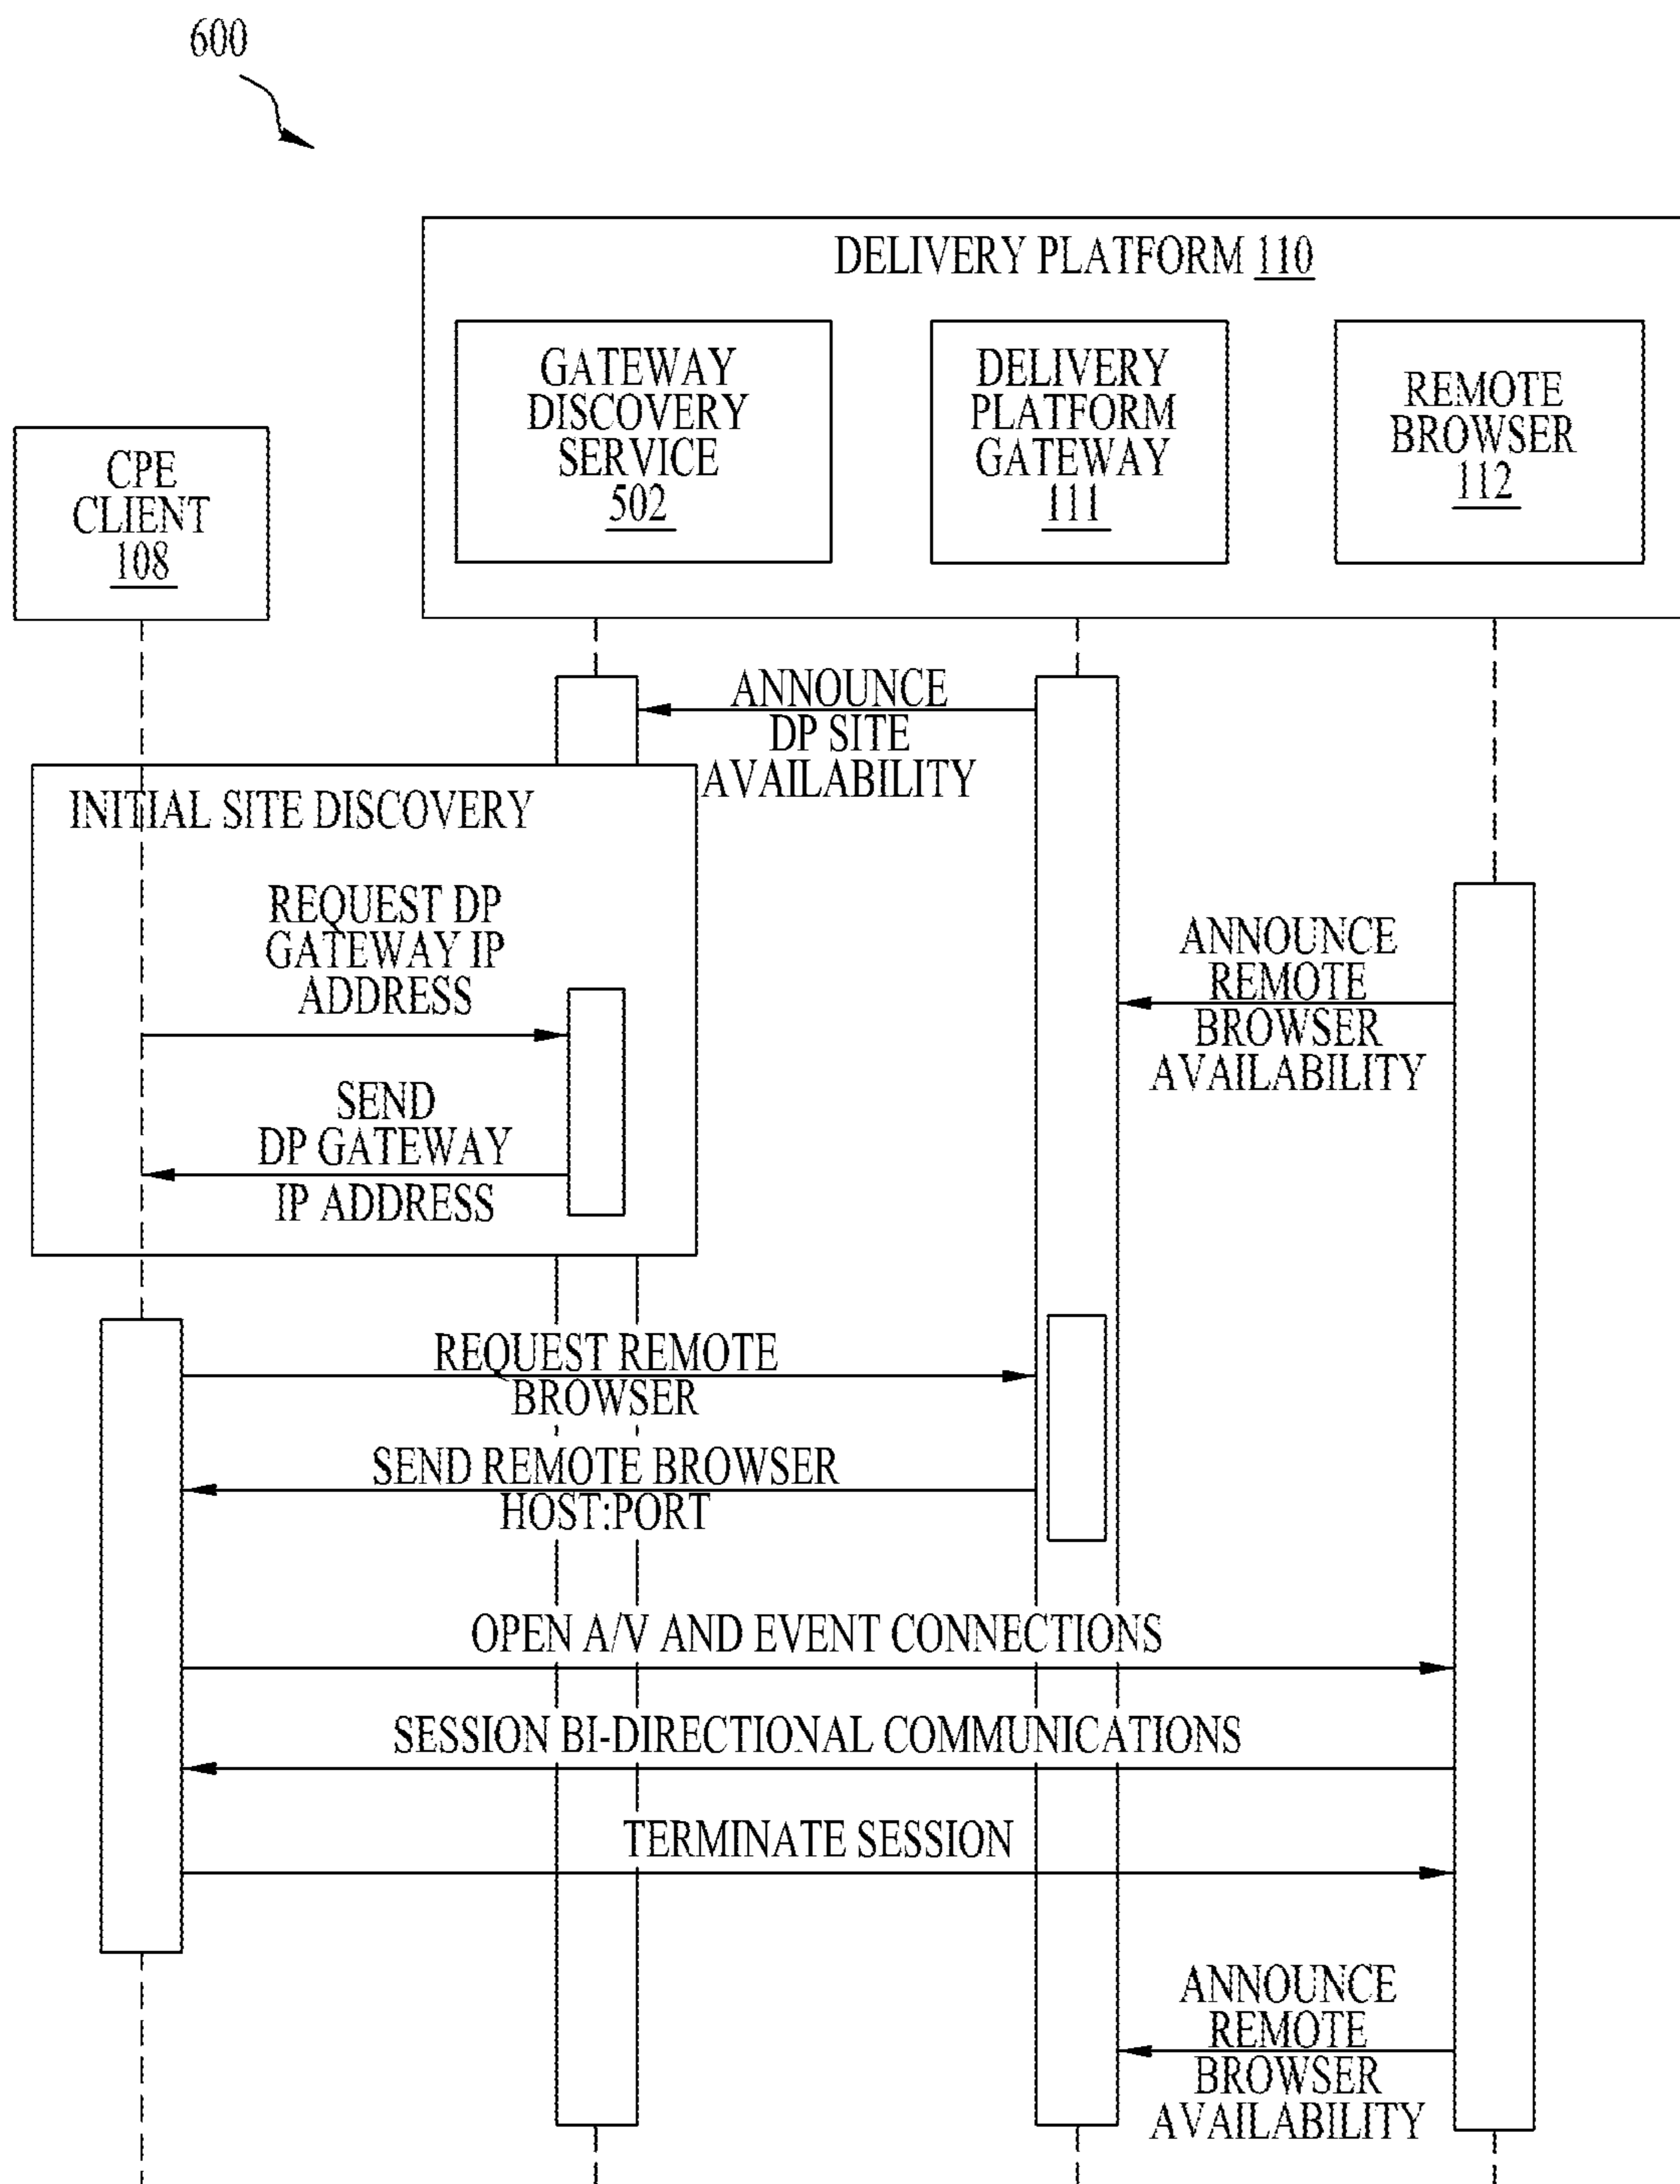 600
DELIVERY PLATFORM 110
GATEWAY
DISCOVERY
SERVICE
502
DELIVERY
PLATFORM
GATEWAY
111
REMOTE
BROWSER
112
CPE
CLIENT
108
ANNOUNCE
DP SITE
AVAILABILITY
INITIAL SITE DISCOVERY
REQUEST DP
GATEWAY IP
ADDRESS
ANNOUNCE
REMOTE
BROWSER
AVAILABILITY
SEND
DP GATEWAY
IP ADDRESS
REQUEST REMOTE
BROWSER
SEND REMOTE BROWSER
HOST:PORT
OPEN A/V AND EVENT CONNECTIONS
SESSION BI-DIRECTIONAL COMMUNICATIONS
TERMINATE SESSION
ANNOUNCE
REMOTE
BROWSER
AVAILABILITY